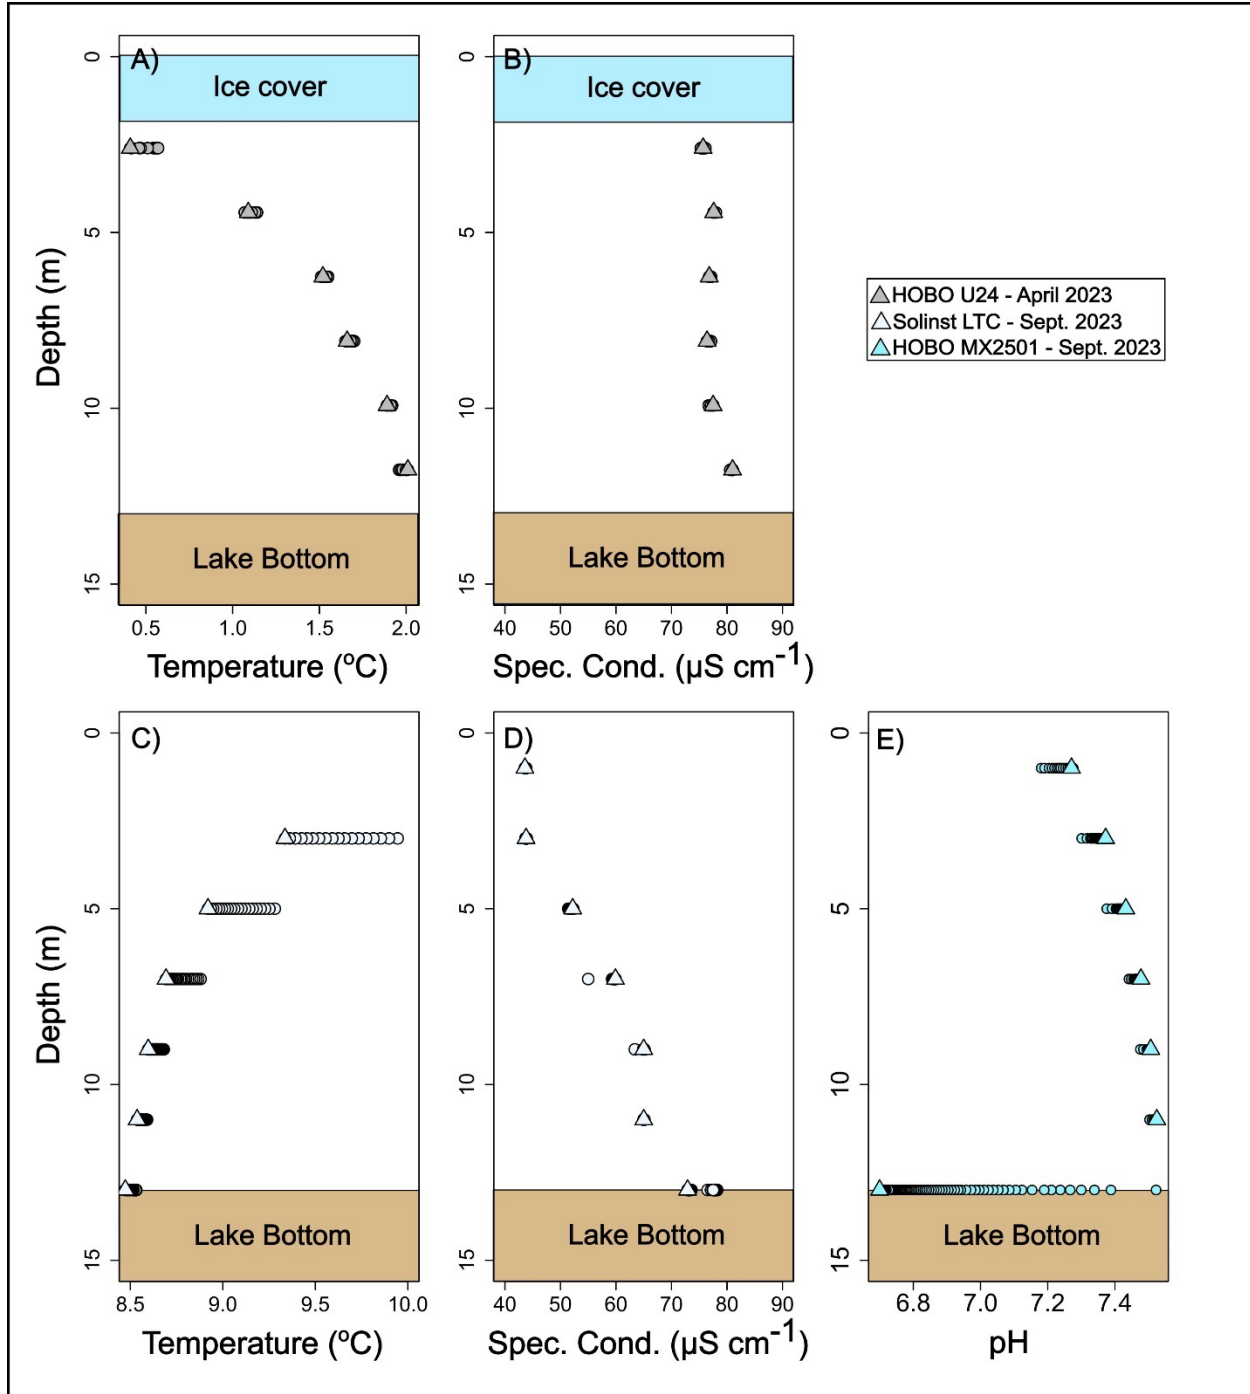 A)
Ice cover
Lake Bottom
0
5
10
15
Depth (m)
0.5 1.0 1.5 2.0
Temperature (ºC)
B)
Ice cover
Lake Bottom
0
5
10
15
40 50 60 70 80 90
Spec. Cond. (µS cm-1)
HOBO U24 - April 2023
Solinst LTC - Sept. 2023
HOBO MX2501 - Sept. 2023
C)
Lake Bottom
0
5
10
15
Depth (m)
8.5 9.0 9.5 10.0
Temperature (ºC)
D)
Lake Bottom
0
5
10
15
40 50 60 70 80 90
Spec. Cond. (µS cm-1)
E)
Lake Bottom
0
5
10
15
6.8 7.0 7.2 7.4
pH